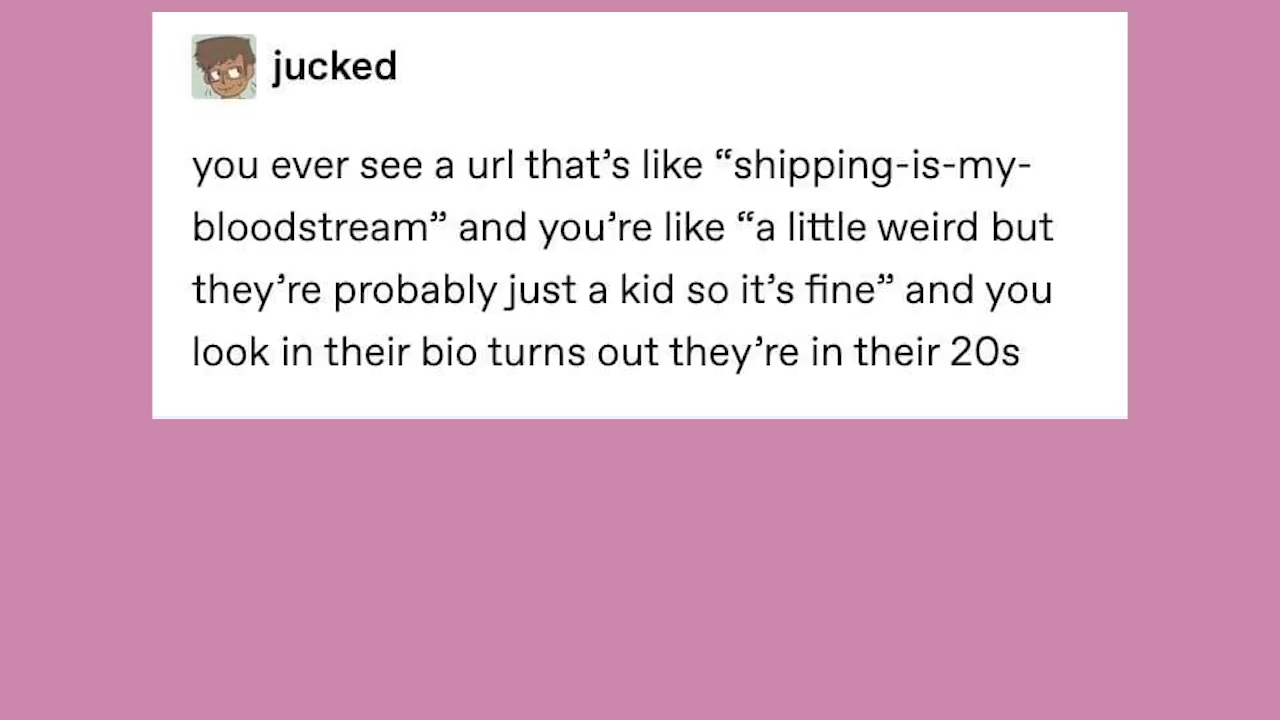 jucked
you ever see a url that’s like “shipping-is-my-
bloodstream” and you’re like “a little weird but
they’re probably just a kid so it’s fine” and you
look in their bio turns out they’re in their 20s